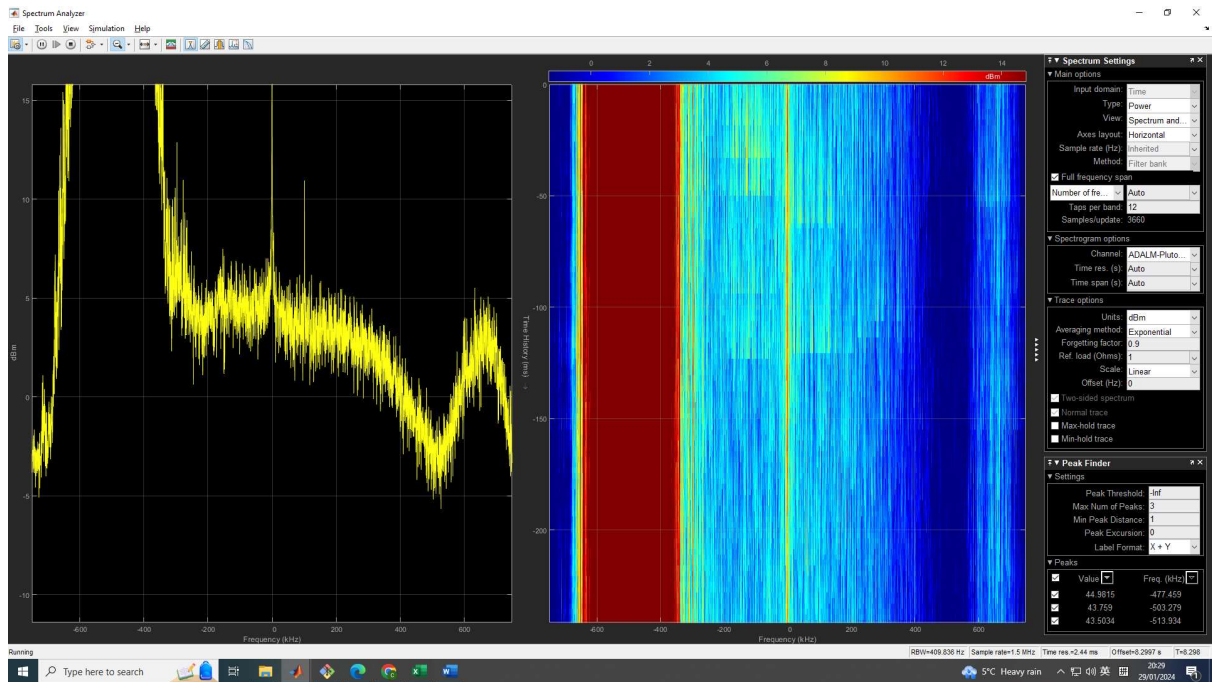 Spectrum Analyzer
File Tools View Simulation Help
0 2 4 6 8 10 12 14
dBm
15
10
5
0
-5
-10
dBm
-600 -400 -200 0 200 400 600
Frequency (kHz)
0
-50
-100
-150
-200
Time History (ms)
-600 -400 -200 0 200 400 600
Frequency (kHz)
Spectrum Settings
Main options
Input domain: Time
Type: Power
View: Spectrum and...
Axes layout: Horizontal
Sample rate (Hz): Inherited
Method: Filter bank
Full frequency span
Number of fre... Auto
Taps per band: 12
Samples/update: 3660
Spectrogram options
Channel: ADALM-Pluto...
Time res. (s): Auto
Time span (s): Auto
Trace options
Units: dBm
Averaging method: Exponential
Forgetting factor: 0.9
Ref. load (Ohms): 1
Scale: Linear
Offset (Hz): 0
Two-sided spectrum
Normal trace
Max-hold trace
Min-hold trace
Peak Finder
Settings
Peak Threshold: -Inf
Max Num of Peaks: 3
Min Peak Distance: 1
Peak Excursion: 0
Label Format: X + Y
Peaks
Value Freq. (kHz)
44.9815 -477.459
43.759 -503.279
43.5034 -513.934
Running
RBW=409.836 Hz Sample rate=1.5 MHz Time res.=2.44 ms Offset=8.2997 s T=8.298
Type here to search
5°C Heavy rain
英
20:29
29/01/2024